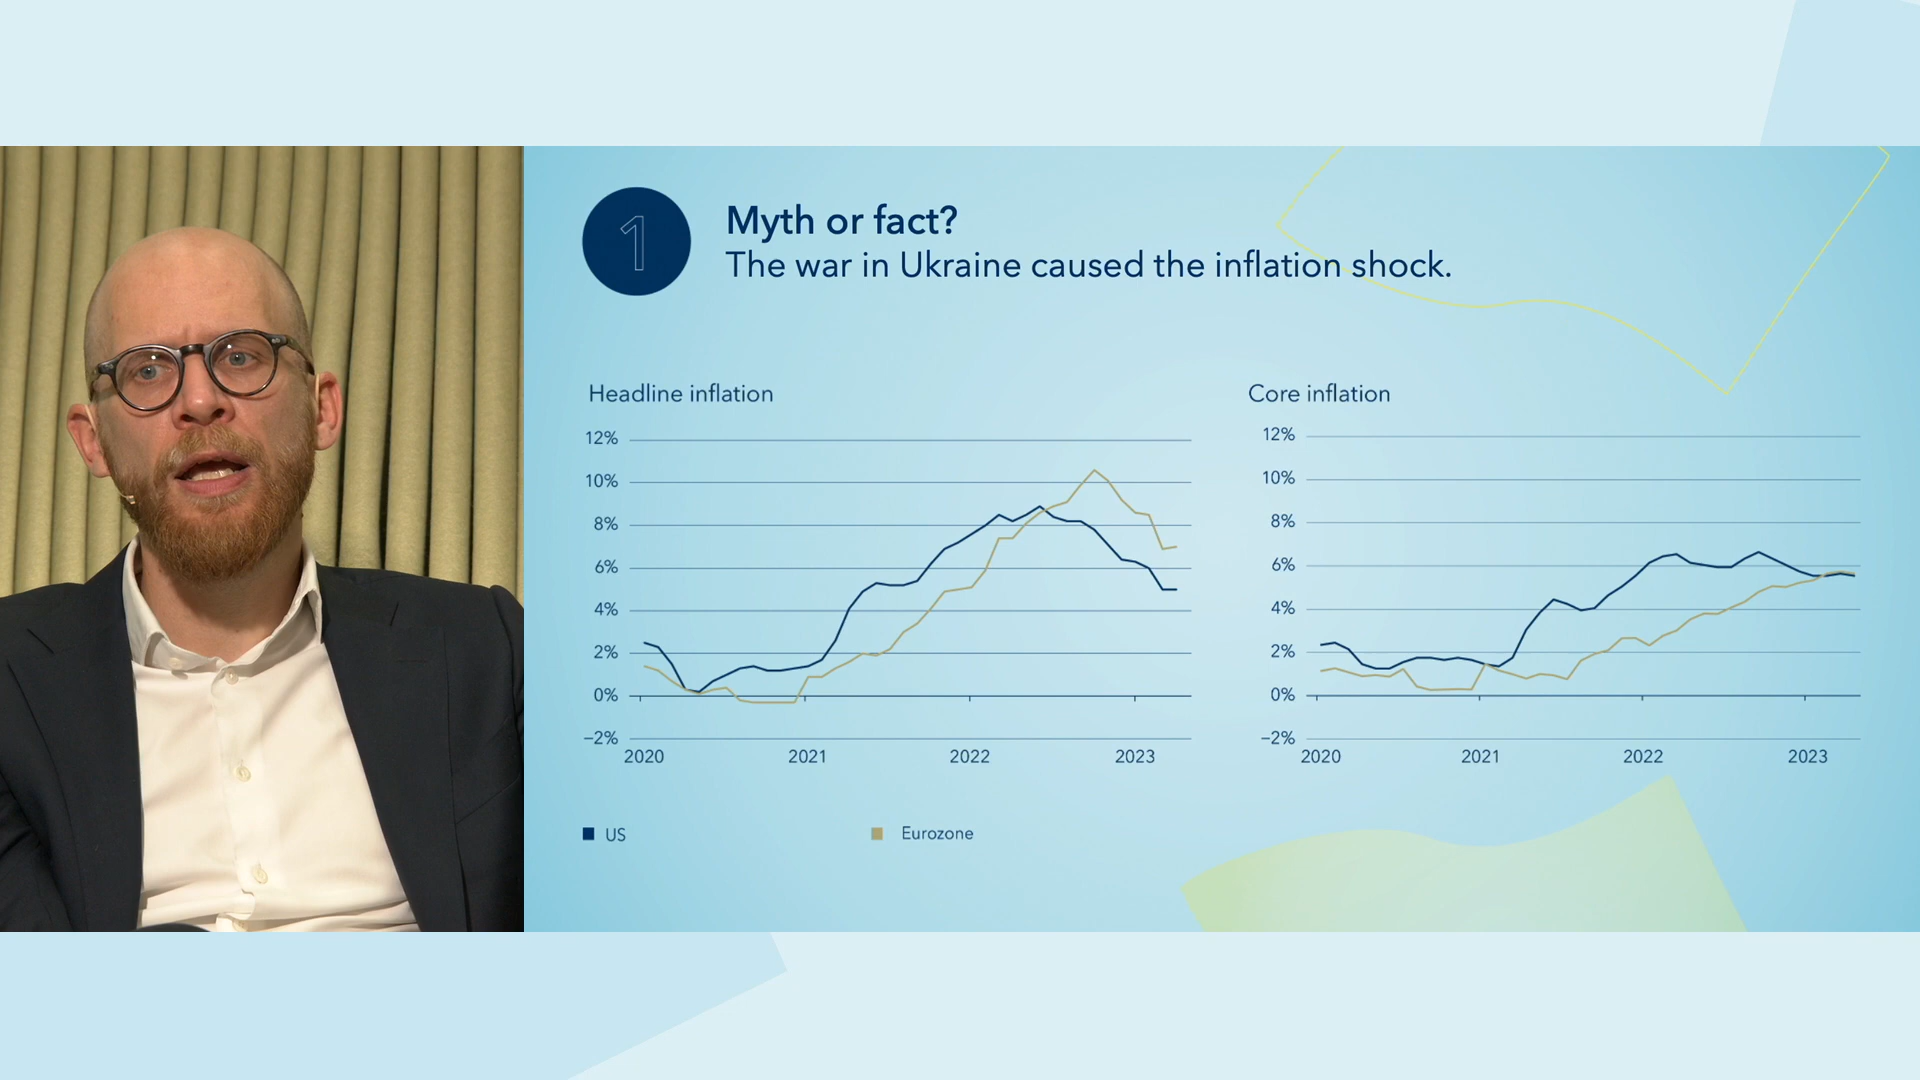 1
Myth or fact?
The war in Ukraine caused the inflation shock.
Headline inflation
12%
10%
8%
6%
4%
2%
0%
−2%
2020 2021 2022 2023
Core inflation
12%
10%
8%
6%
4%
2%
0%
−2%
2020 2021 2022 2023
US
Eurozone